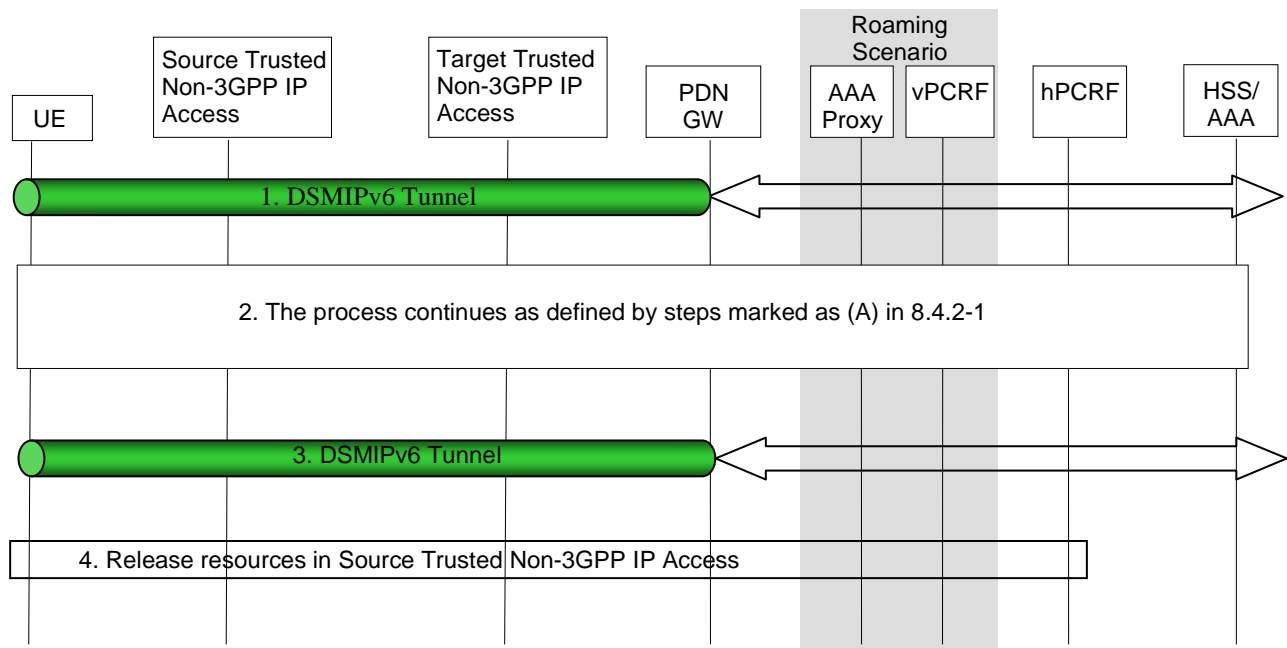 Roaming
Scenario
UE
Source Trusted
Non-3GPP IP
Access
Target Trusted
Non-3GPP IP
Access
PDN
GW
AAA
Proxy
vPCRF
hPCRF
HSS/
AAA
1. DSMIPv6 Tunnel
2. The process continues as defined by steps marked as (A) in 8.4.2-1
3. DSMIPv6 Tunnel
4. Release resources in Source Trusted Non-3GPP IP Access